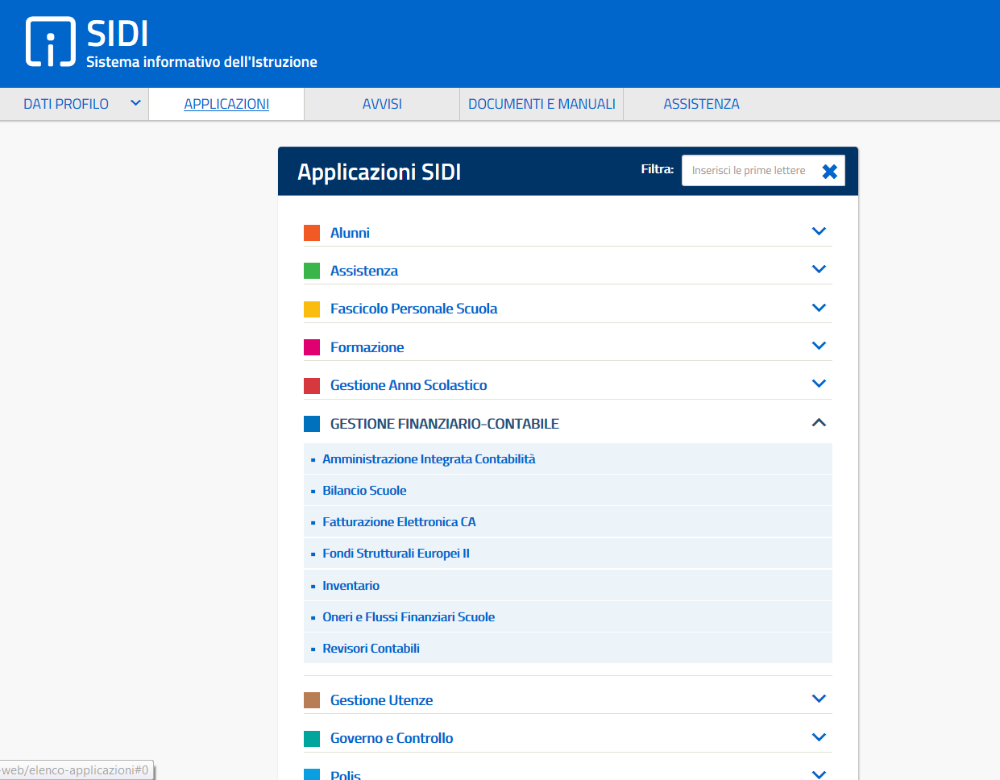 SIDI
Sistema informativo dell'Istruzione
DATI PROFILO
APPLICAZIONI
AVVISI
DOCUMENTI E MANUALI
ASSISTENZA
Applicazioni SIDI
Filtra:
Inserisci le prime lettere
Alunni
Assistenza
Fascicolo Personale Scuola
Formazione
Gestione Anno Scolastico
GESTIONE FINANZIARIO-CONTABILE
Amministrazione Integrata Contabilità
Bilancio Scuole
Fatturazione Elettronica CA
Fondi Strutturali Europei II
Inventario
Oneri e Flussi Finanziari Scuole
Revisori Contabili
Gestione Utenze
Governo e Controllo
Polis
-web/elenco-applicazioni#0